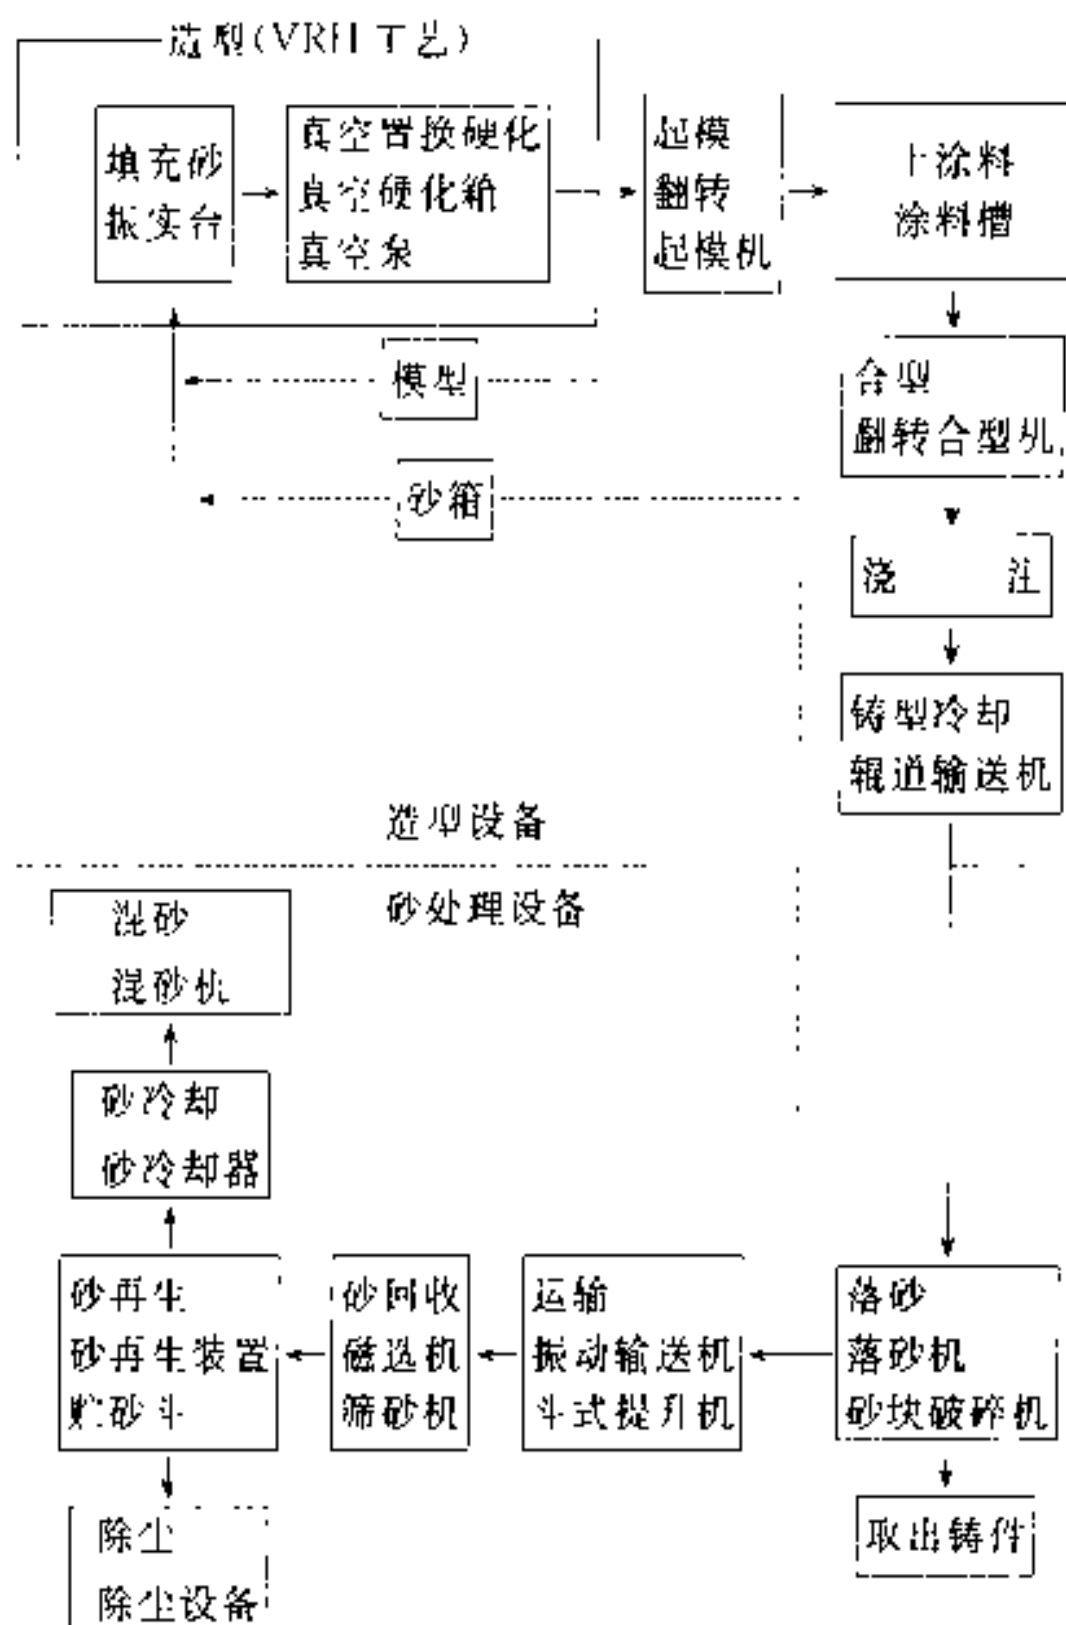 造型(VRH工艺)
填充砂
振实台
真空置换硬化
真空硬化箱
真空泵
起模
翻转
起模机
上涂料
涂料槽
模型
合型
翻转合型机
砂箱
浇 注
铸型冷却
辊道输送机
造型设备
砂处理设备
混砂
混砂机
砂冷却
砂冷却器
砂再生
砂再生装置
贮砂斗
砂回收
磁选机
筛砂机
运输
振动输送机
斗式提升机
落砂
落砂机
砂块破碎机
除尘
除尘设备
取出铸件